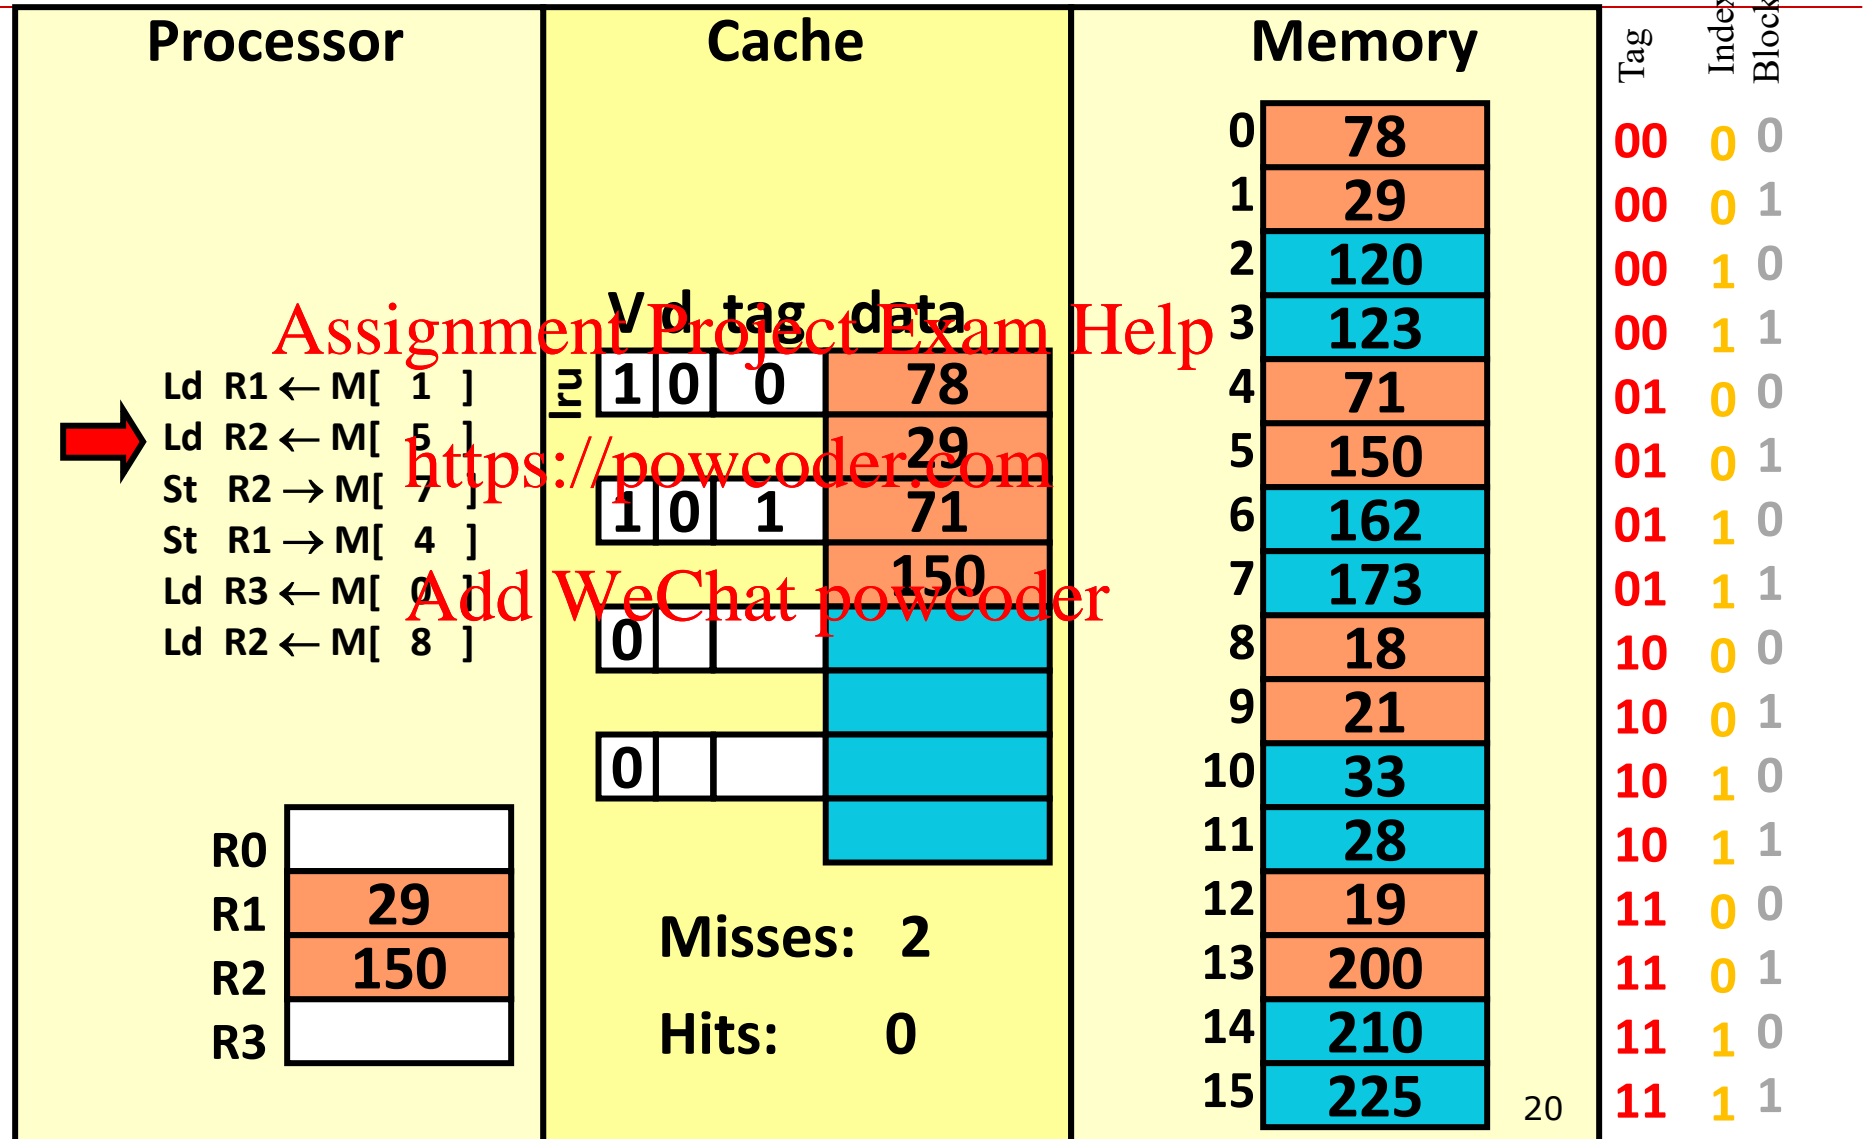 Processor
Cache
Memory
Tag
Index
Block
Assignment Project Exam Help
https://powcoder.com
Add WeChat powcoder
Ld R1 ← M[ 1 ]
Ld R2 ← M[ 5 ]
St R2 → M[ 7 ]
St R1 → M[ 4 ]
Ld R3 ← M[ 0 ]
Ld R2 ← M[ 8 ]
R0
R1 29
R2 150
R3
V d tag data
lru 1 0 0 78
29
1 0 1 71
150
0
0
Misses: 2
Hits: 0
0 78 00 0 0
1 29 00 0 1
2 120 00 1 0
3 123 00 1 1
4 71 01 0 0
5 150 01 0 1
6 162 01 1 0
7 173 01 1 1
8 18 10 0 0
9 21 10 0 1
10 33 10 1 0
11 28 10 1 1
12 19 11 0 0
13 200 11 0 1
14 210 11 1 0
15 225 11 1 1
20